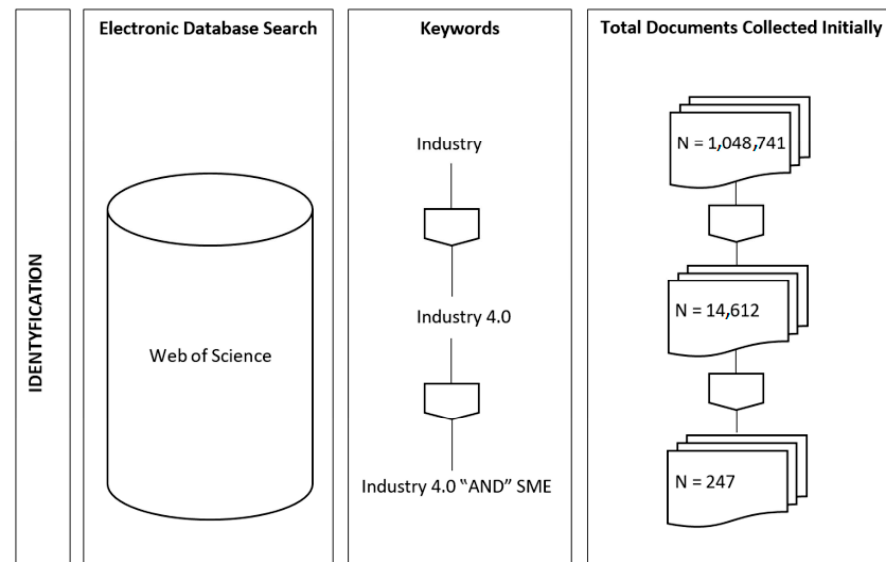 IDENTYFICATION
Electronic Database Search
Web of Science
Keywords
Industry
Industry 4.0
Industry 4.0 “AND” SME
Total Documents Collected Initially
N = 1,048,741
N = 14,612
N = 247